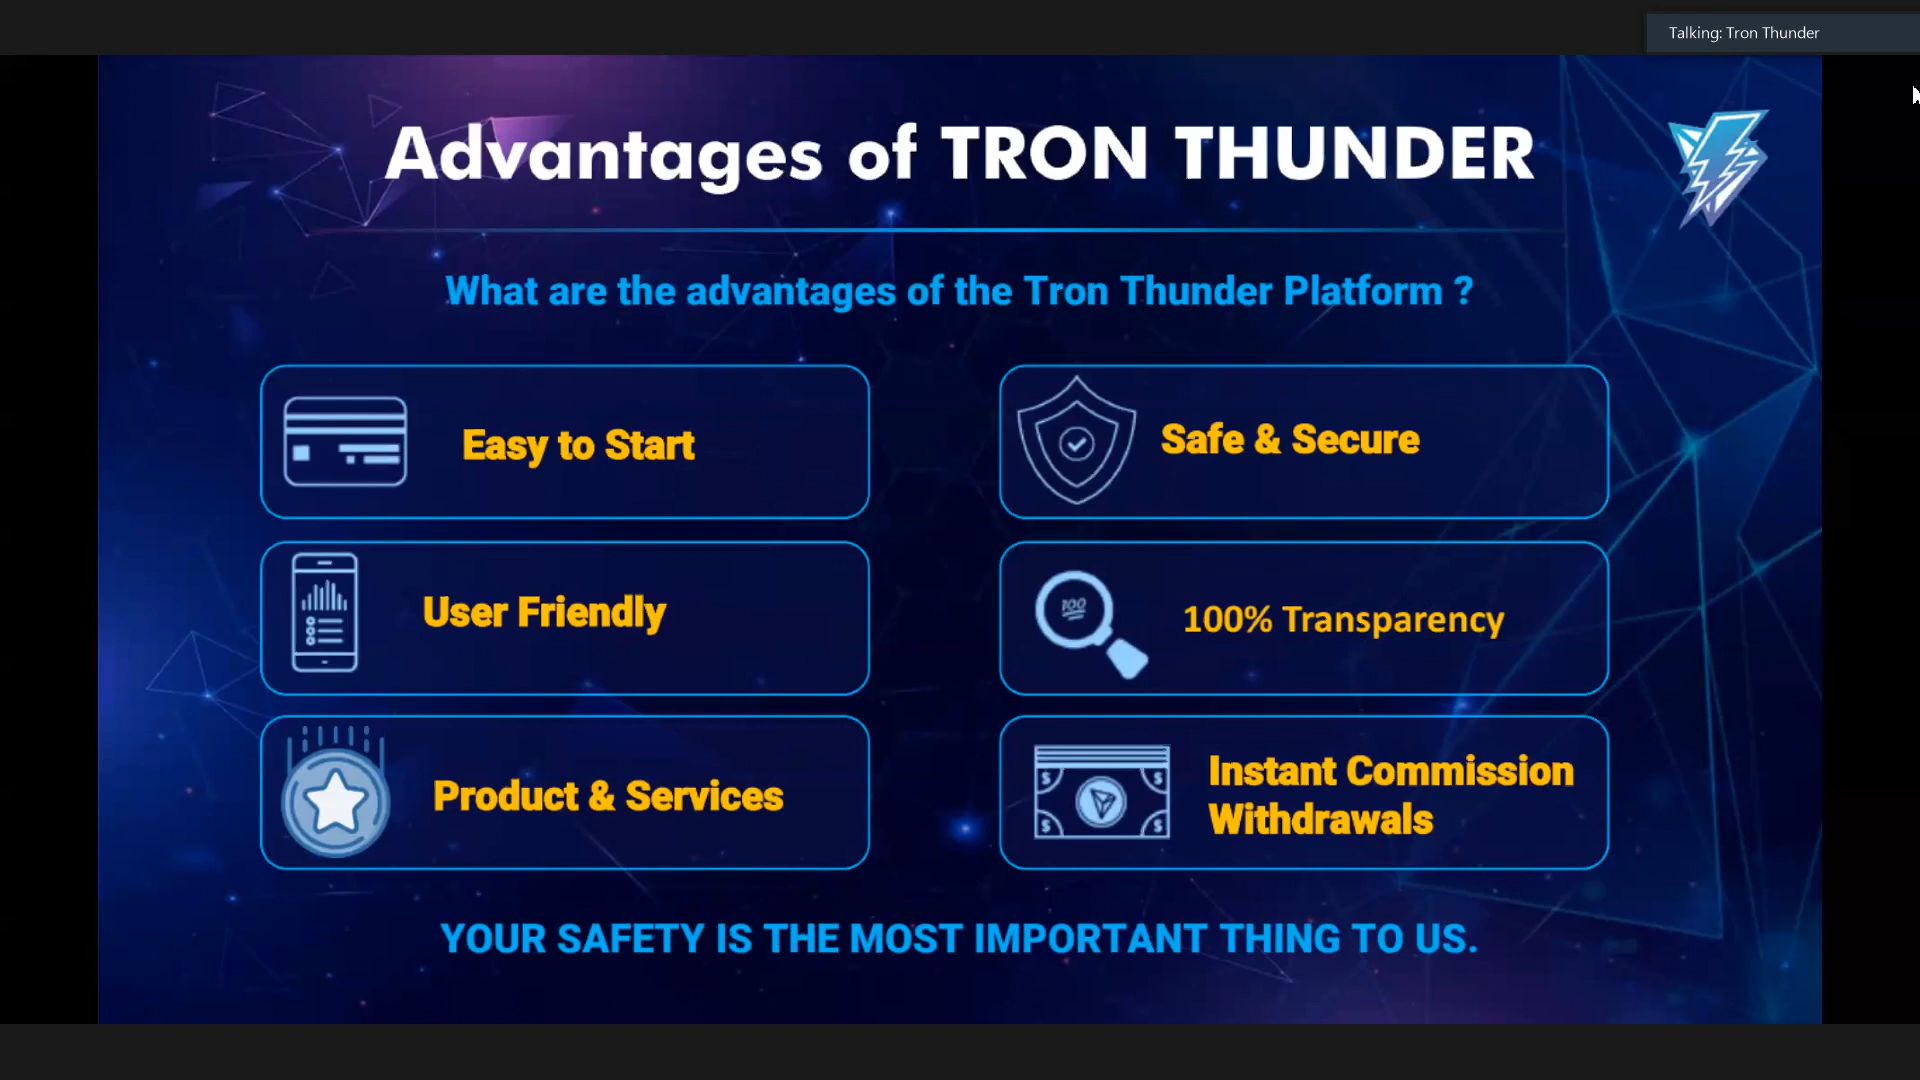 Talking: Tron Thunder
Advantages of TRON THUNDER
What are the advantages of the Tron Thunder Platform ?
Easy to Start
Safe & Secure
User Friendly
100
100% Transparency
Product & Services
Instant Commission
Withdrawals
YOUR SAFETY IS THE MOST IMPORTANT THING TO US.